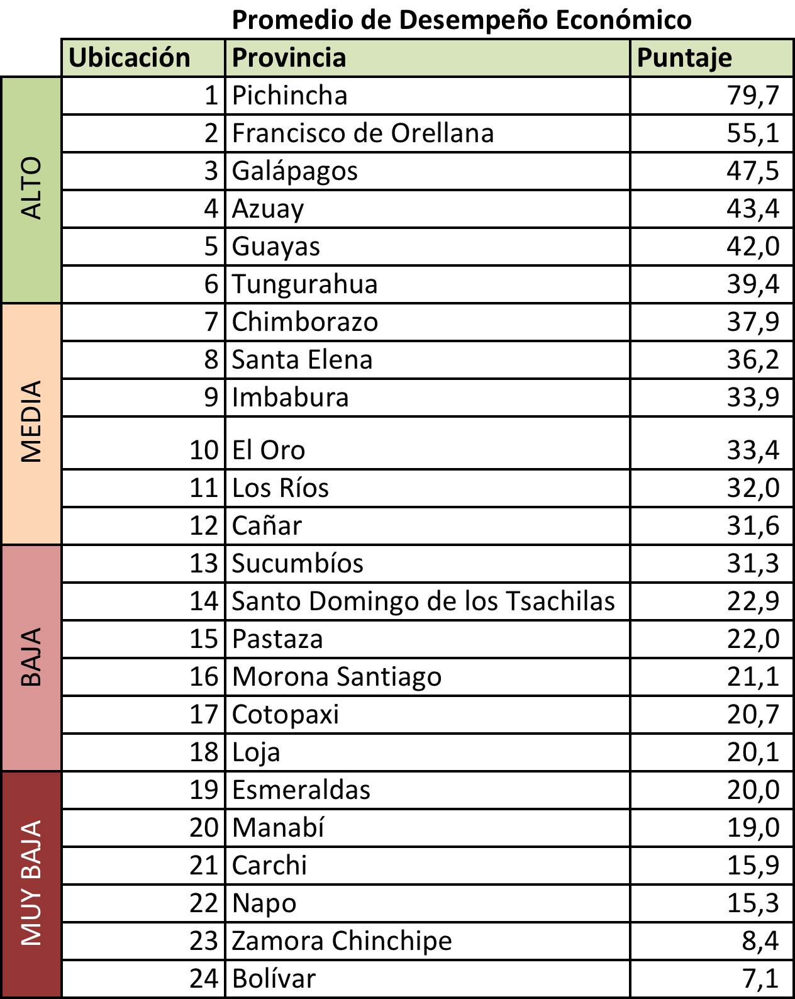 Promedio de Desempeño Económico
Ubicación Provincia Puntaje
ALTO
1 Pichincha 79,7
2 Francisco de Orellana 55,1
3 Galápagos 47,5
4 Azuay 43,4
5 Guayas 42,0
6 Tungurahua 39,4
MEDIA
7 Chimborazo 37,9
8 Santa Elena 36,2
9 Imbabura 33,9
10 El Oro 33,4
11 Los Ríos 32,0
12 Cañar 31,6
BAJA
13 Sucumbíos 31,3
14 Santo Domingo de los Tsachilas 22,9
15 Pastaza 22,0
16 Morona Santiago 21,1
17 Cotopaxi 20,7
18 Loja 20,1
MUY BAJA
19 Esmeraldas 20,0
20 Manabí 19,0
21 Carchi 15,9
22 Napo 15,3
23 Zamora Chinchipe 8,4
24 Bolívar 7,1